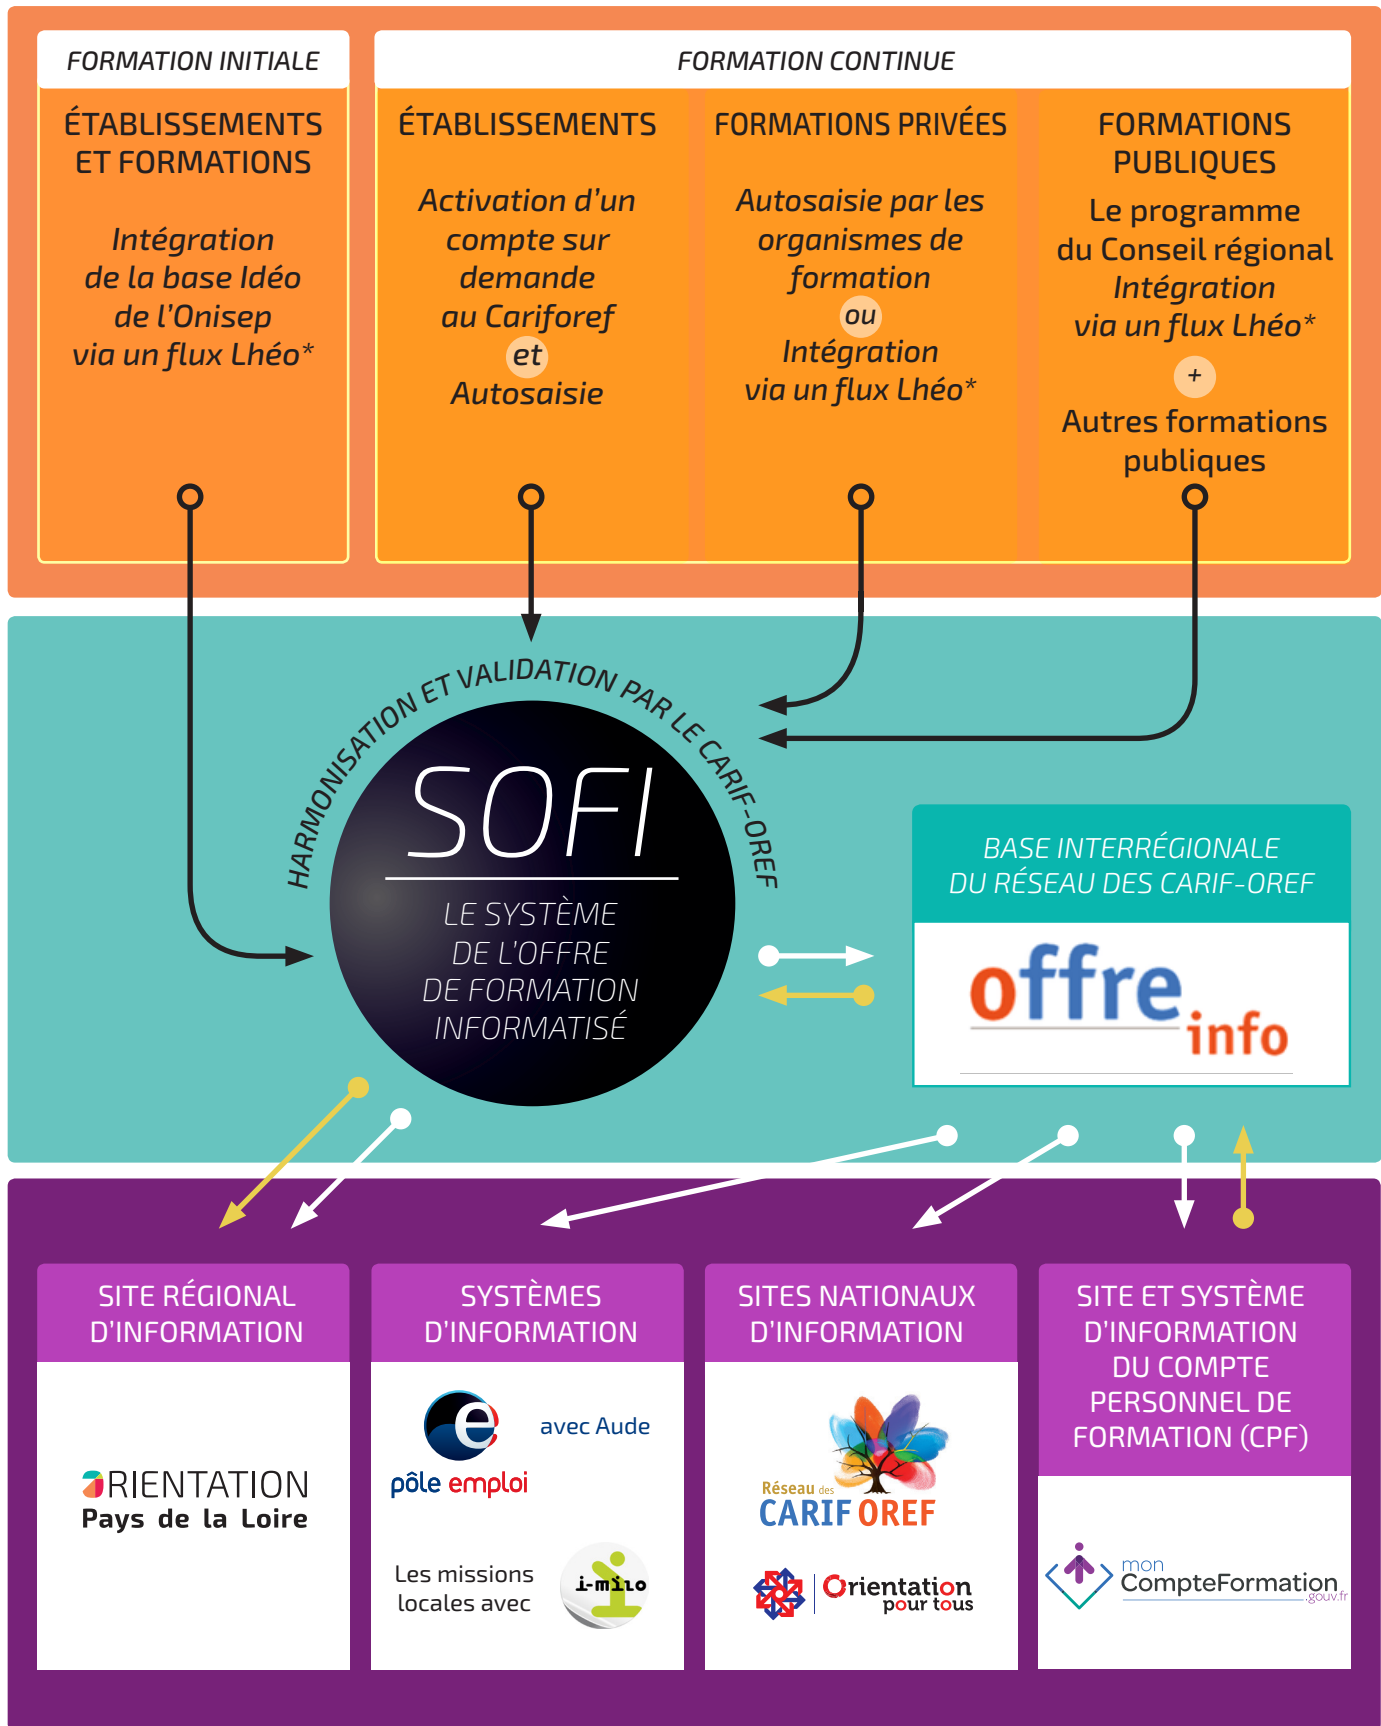 FORMATION INITIALE
ÉTABLISSEMENTS
ET FORMATIONS
Intégration
de la base Idéo
de l'Onisep
via un flux Lhéo*
FORMATION CONTINUE
ÉTABLISSEMENTS
Activation d'un
compte sur
demande
au Cariforef
et
Autosaisie
FORMATIONS PRIVÉES
Autosaisie par les
organismes de
formation
ou
Intégration
via un flux Lhéo*
FORMATIONS
PUBLIQUES
Le programme
du Conseil régional
Intégration
via un flux Lhéo*
+
Autres formations
publiques
HARMONISATION ET VALIDATION PAR LE CARIF-OREF
SOFI
LE SYSTÈME
DE L'OFFRE
DE FORMATION
INFORMATISÉ
BASE INTERRÉGIONALE
DU RÉSEAU DES CARIF-OREF
offre
info
SITE RÉGIONAL
D'INFORMATION
ORIENTATION
Pays de la Loire
SYSTÈMES
D'INFORMATION
e
avec Aude
pôle emploi
Les missions
locales avec
i-milo
SITES NATIONAUX
D'INFORMATION
Réseau des
CARIF OREF
Orientation
pour tous
SITE ET SYSTÈME
D'INFORMATION
DU COMPTE
PERSONNEL DE
FORMATION (CPF)
mon
CompteFormation
.gouv.fr